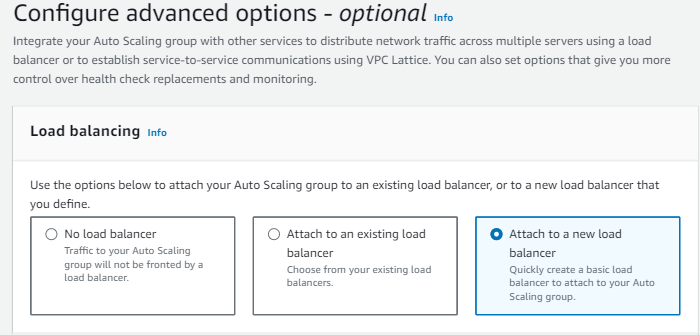 Configure advanced options - optional Info
Integrate your Auto Scaling group with other services to distribute network traffic across multiple servers using a load
balancer or to establish service-to-service communications using VPC Lattice. You can also set options that give you more
control over health check replacements and monitoring.
Load balancing Info
Use the options below to attach your Auto Scaling group to an existing load balancer, or to a new load balancer that
you define.
No load balancer
Traffic to your Auto Scaling
group will not be fronted by a
load balancer.
Attach to an existing load
balancer
Choose from your existing load
balancers.
Attach to a new load
balancer
Quickly create a basic load
balancer to attach to your Auto
Scaling group.